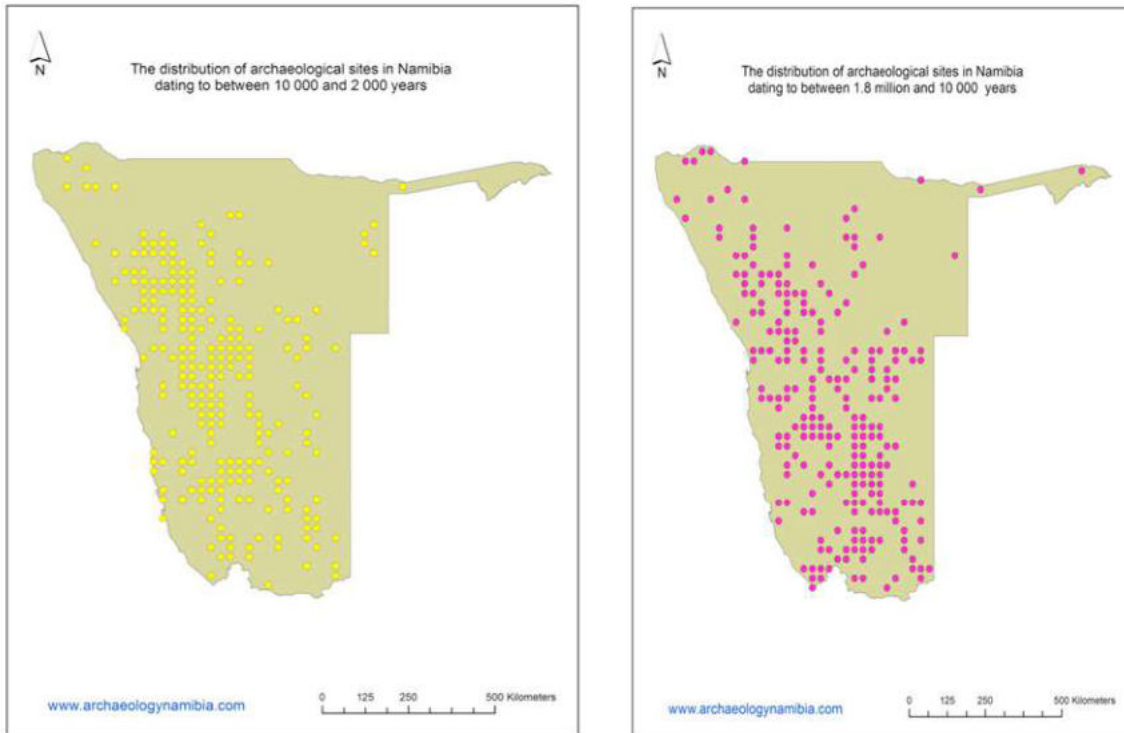 N
The distribution of archaeological sites in Namibia
dating to between 10 000 and 2 000 years
www.archaeologynamibia.com
0 125 250 500 Kilometers
N
The distribution of archaeological sites in Namibia
dating to between 1.8 million and 10 000 years
www.archaeologynamibia.com
0 125 250 500 Kilometers